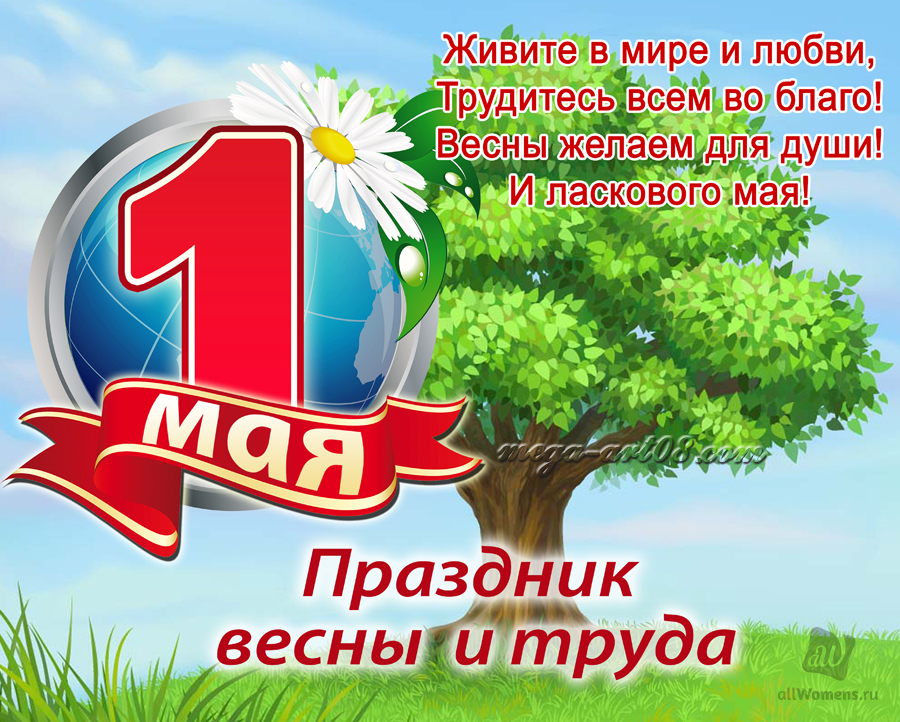 Живите в мире и любви,
Трудитесь всем во благо!
Весны желаем для души!
И ласкового мая!
1
мая
mega-art08.com
Праздник
весны и труда
aW
allWomens.ru